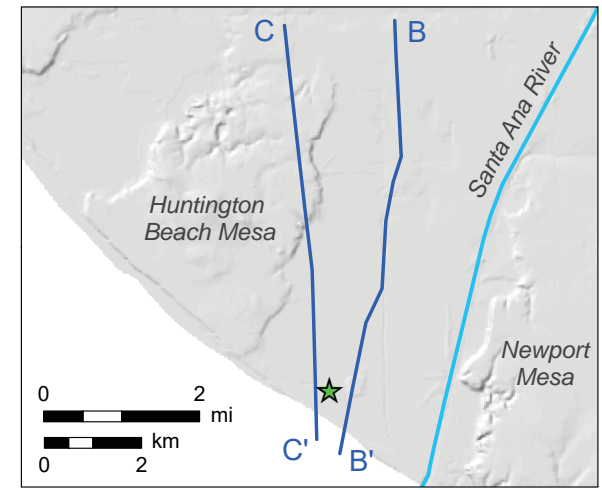 C
B
Santa Ana River
Huntington
Beach Mesa
Newport
Mesa
0 2
mi
km
0 2
C'
B'